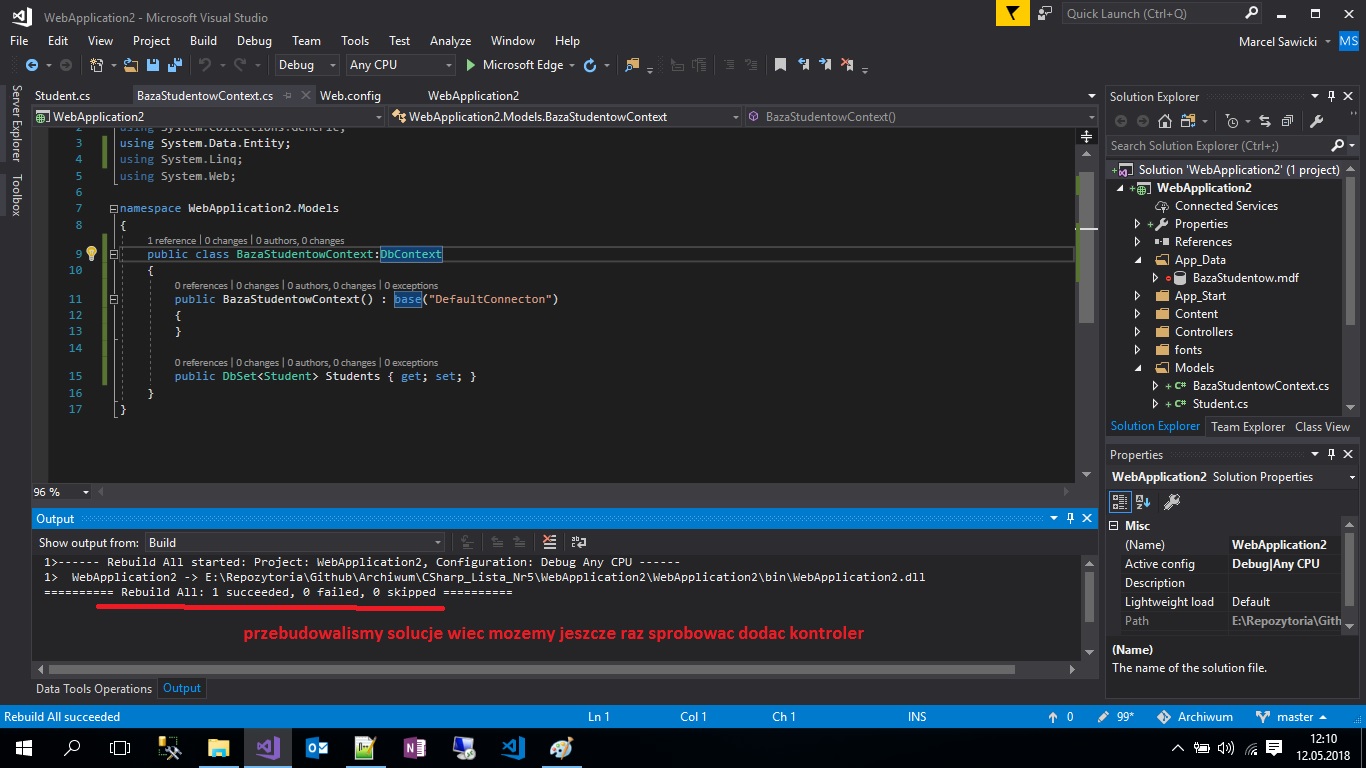 WebApplication2 - Microsoft Visual Studio
Quick Launch (Ctrl+Q)
File Edit View Project Build Debug Team Tools Test Analyze Window Help
Marcel Sawicki MS
Debug Any CPU Microsoft Edge
Server Explorer
Toolbox
Student.cs BazaStudentowContext.cs Web.config WebApplication2
WebApplication2 WebApplication2.Models.BazaStudentowContext BazaStudentowContext()
2 using System.Collections.Generic;
3 using System.Data.Entity;
4 using System.Linq;
5 using System.Web;
6
7 namespace WebApplication2.Models
8 {
1 reference | 0 changes | 0 authors, 0 changes
9 public class BazaStudentowContext:DbContext
10 {
0 references | 0 changes | 0 authors, 0 changes | 0 exceptions
11 public BazaStudentowContext() : base("DefaultConnecton")
12 {
13 }
14
0 references | 0 changes | 0 authors, 0 changes | 0 exceptions
15 public DbSet<Student> Students { get; set; }
16 }
17 }
96 %
Output
Show output from: Build
1>------ Rebuild All started: Project: WebApplication2, Configuration: Debug Any CPU ------
1> WebApplication2 -> E:\Repozytoria\Github\Archiwum\CSharp_Lista_Nr5\WebApplication2\WebApplication2\bin\WebApplication2.dll
========== Rebuild All: 1 succeeded, 0 failed, 0 skipped ==========
przebudowalismy solucje wiec mozemy jeszcze raz sprobowac dodac kontroler
Data Tools Operations Output
Solution Explorer
Search Solution Explorer (Ctrl+;)
Solution 'WebApplication2' (1 project)
WebApplication2
Connected Services
Properties
References
App_Data
BazaStudentow.mdf
App_Start
Content
Controllers
fonts
Models
BazaStudentowContext.cs
Student.cs
Solution Explorer Team Explorer Class View
Properties
WebApplication2 Solution Properties
Misc
(Name) WebApplication2
Active config Debug|Any CPU
Description
Lightweight load Default
Path E:\Repozytoria\Gith
(Name)
The name of the solution file.
Rebuild All succeeded Ln 1 Col 1 Ch 1 INS 0 99* Archiwum master
12:10
12.05.2018